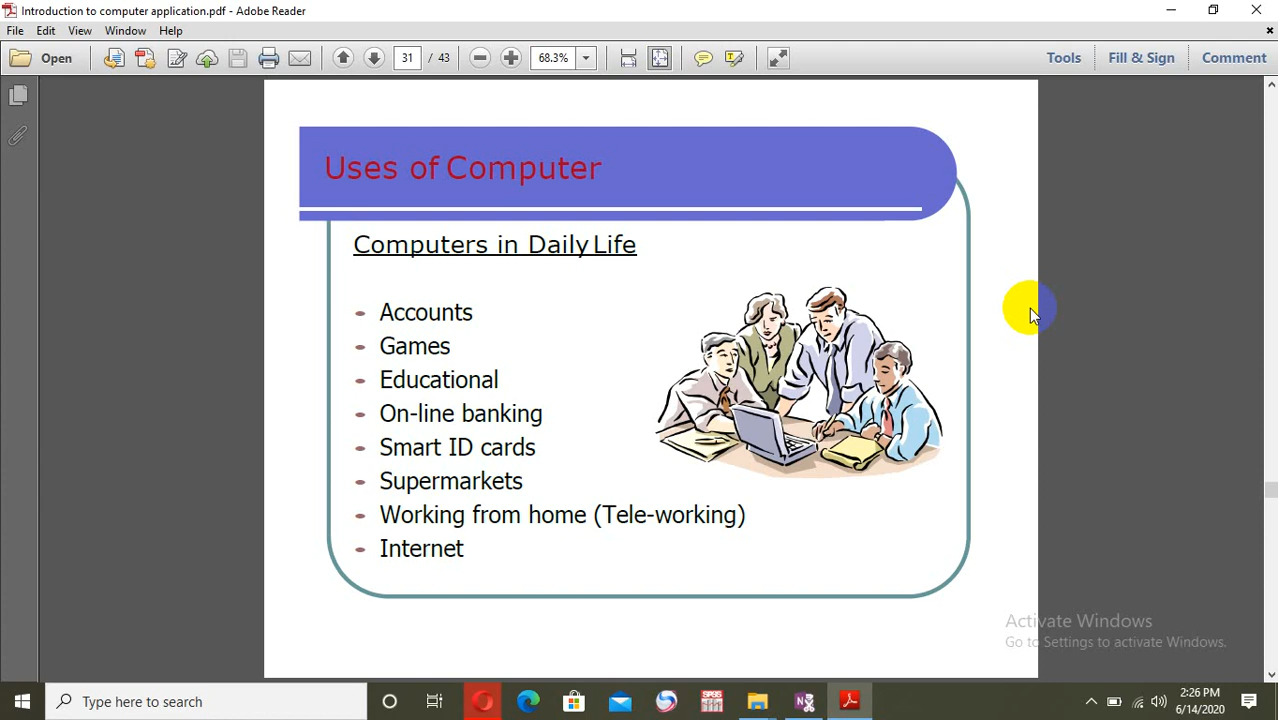 Introduction to computer application.pdf - Adobe Reader
File Edit View Window Help
Open 31 / 43 68.3% Tools Fill & Sign Comment
Uses of Computer
Computers in Daily Life
Accounts
Games
Educational
On-line banking
Smart ID cards
Supermarkets
Working from home (Tele-working)
Internet
Activate Windows
Go to Settings to activate Windows.
Type here to search
SPSS
2:26 PM
6/14/2020